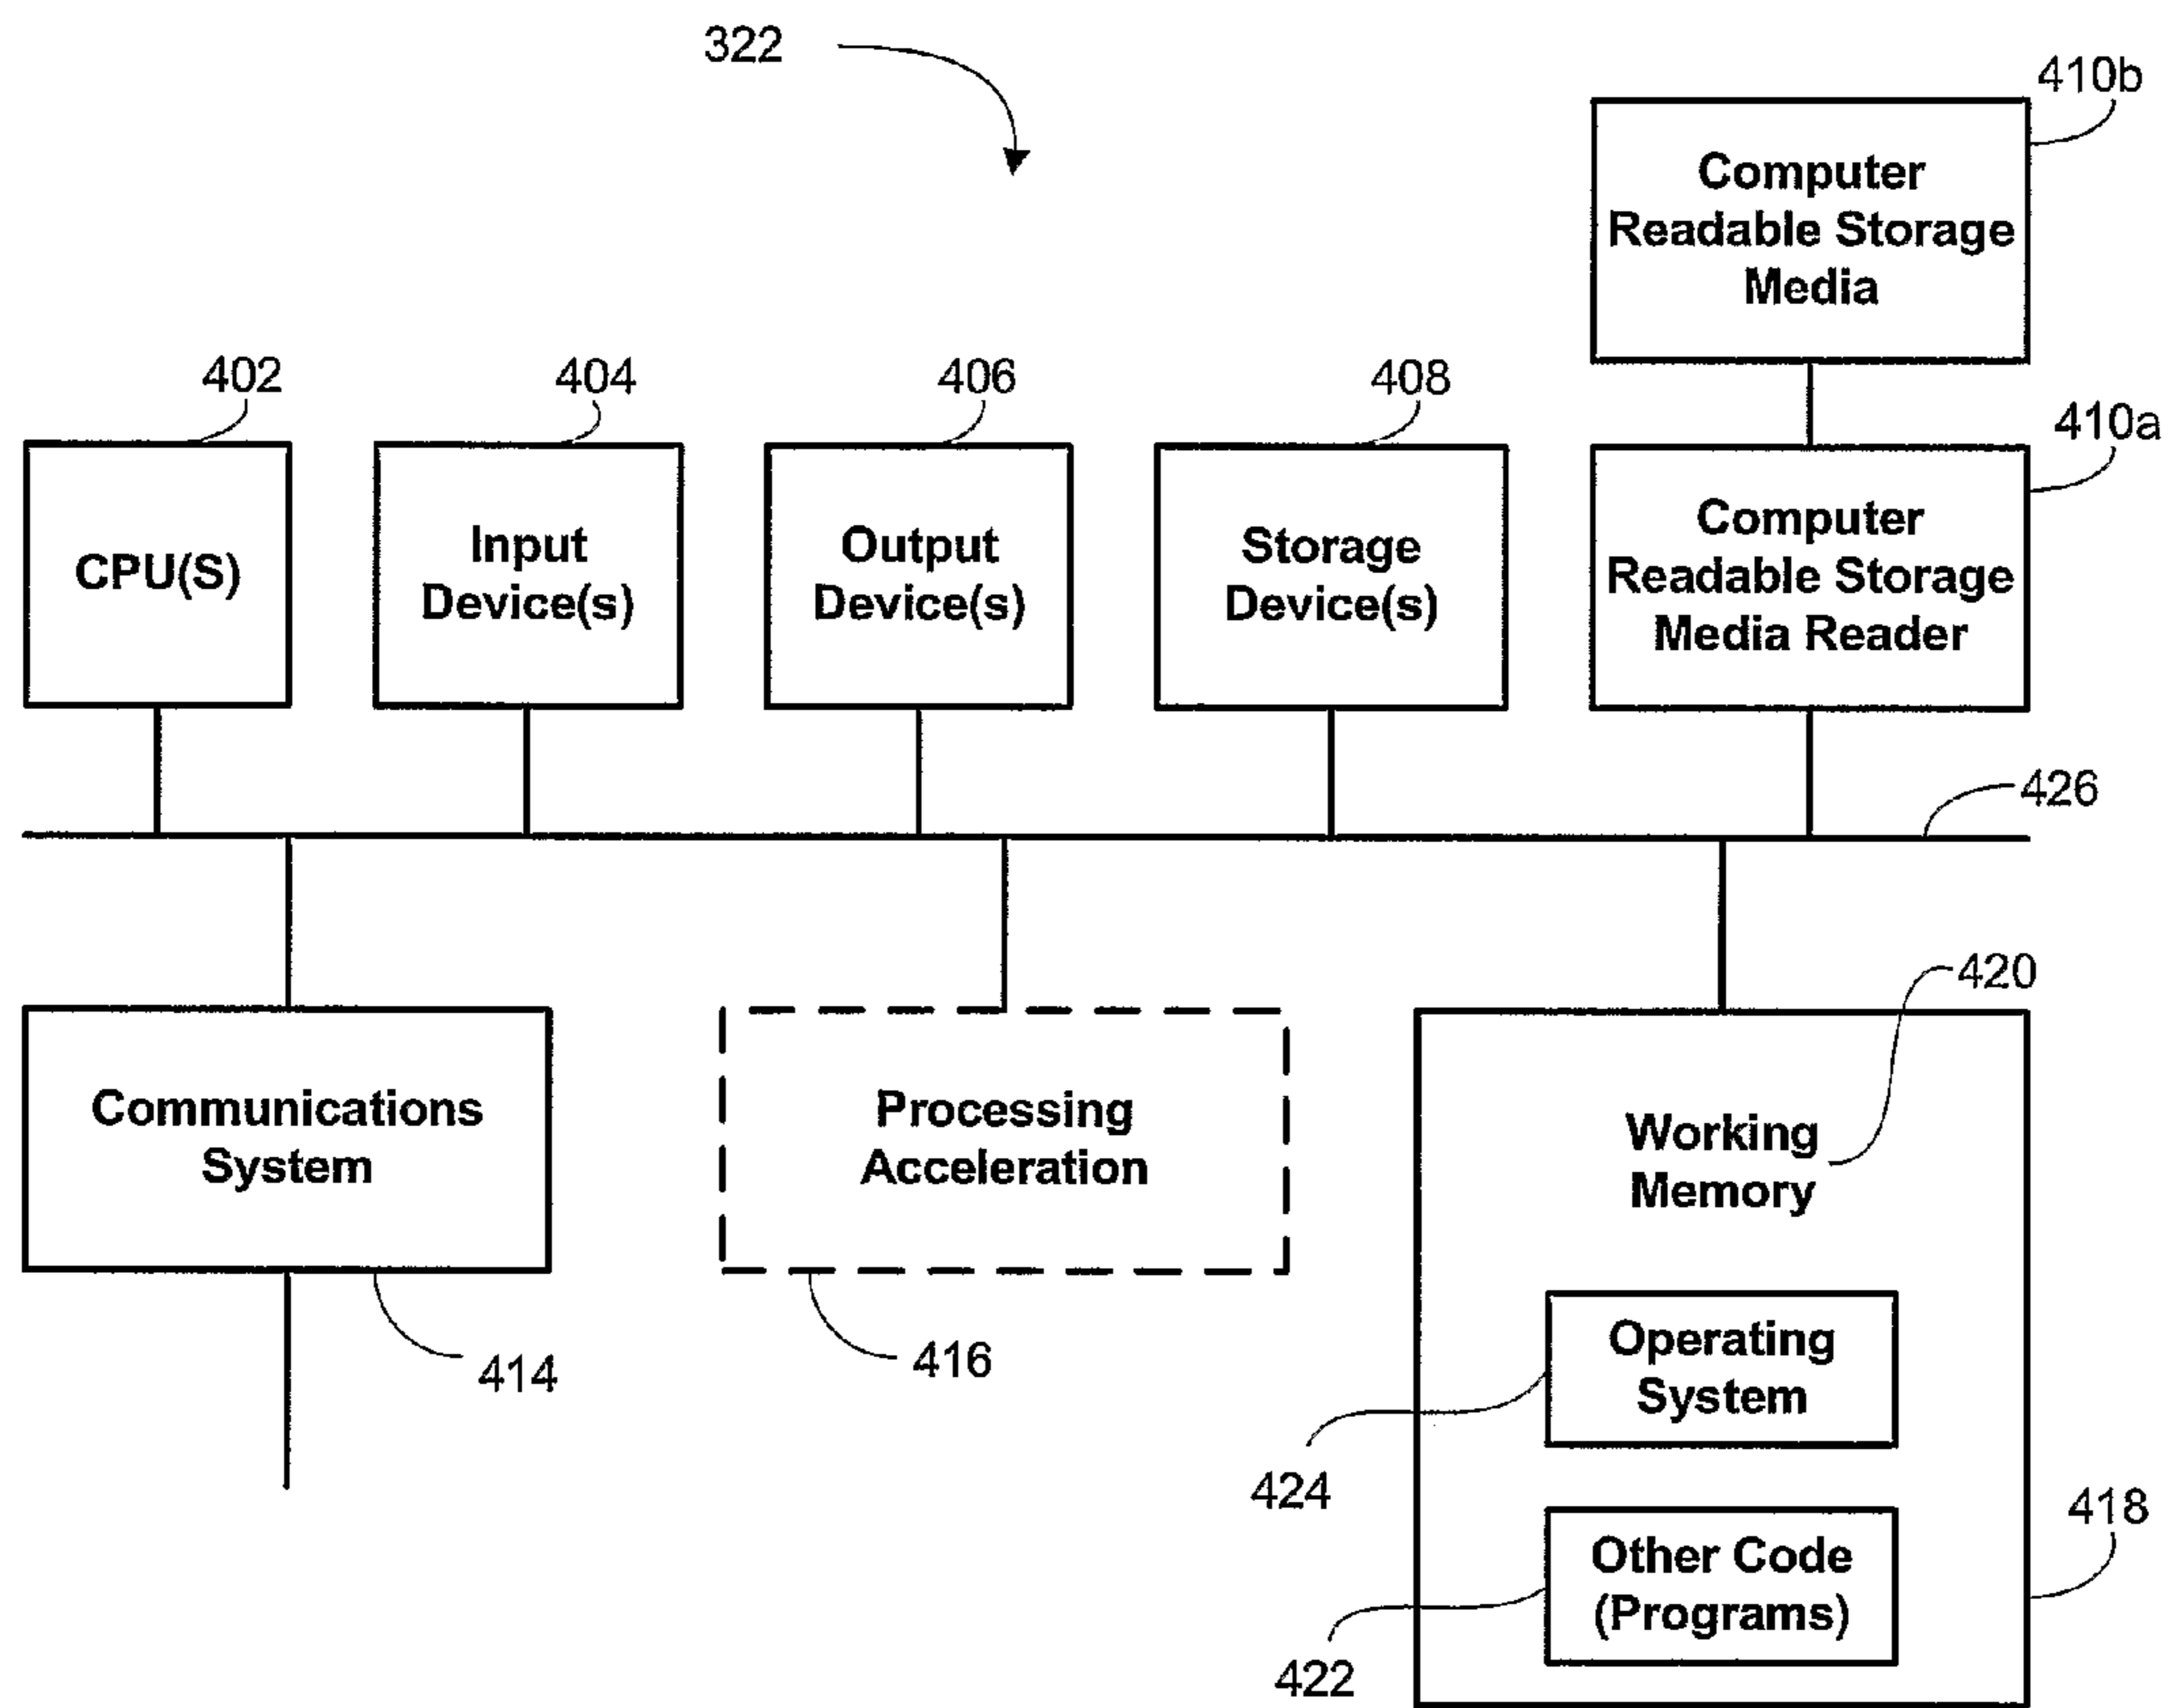 322
410b
Computer
Readable Storage
Media
402
404
406
408
410a
CPU(S)
Input
Device(s)
Output
Device(s)
Storage
Device(s)
Computer
Readable Storage
Media Reader
426
420
Communications
System
Processing
Acceleration
Working
Memory
414
416
Operating
System
424
418
Other Code
(Programs)
422